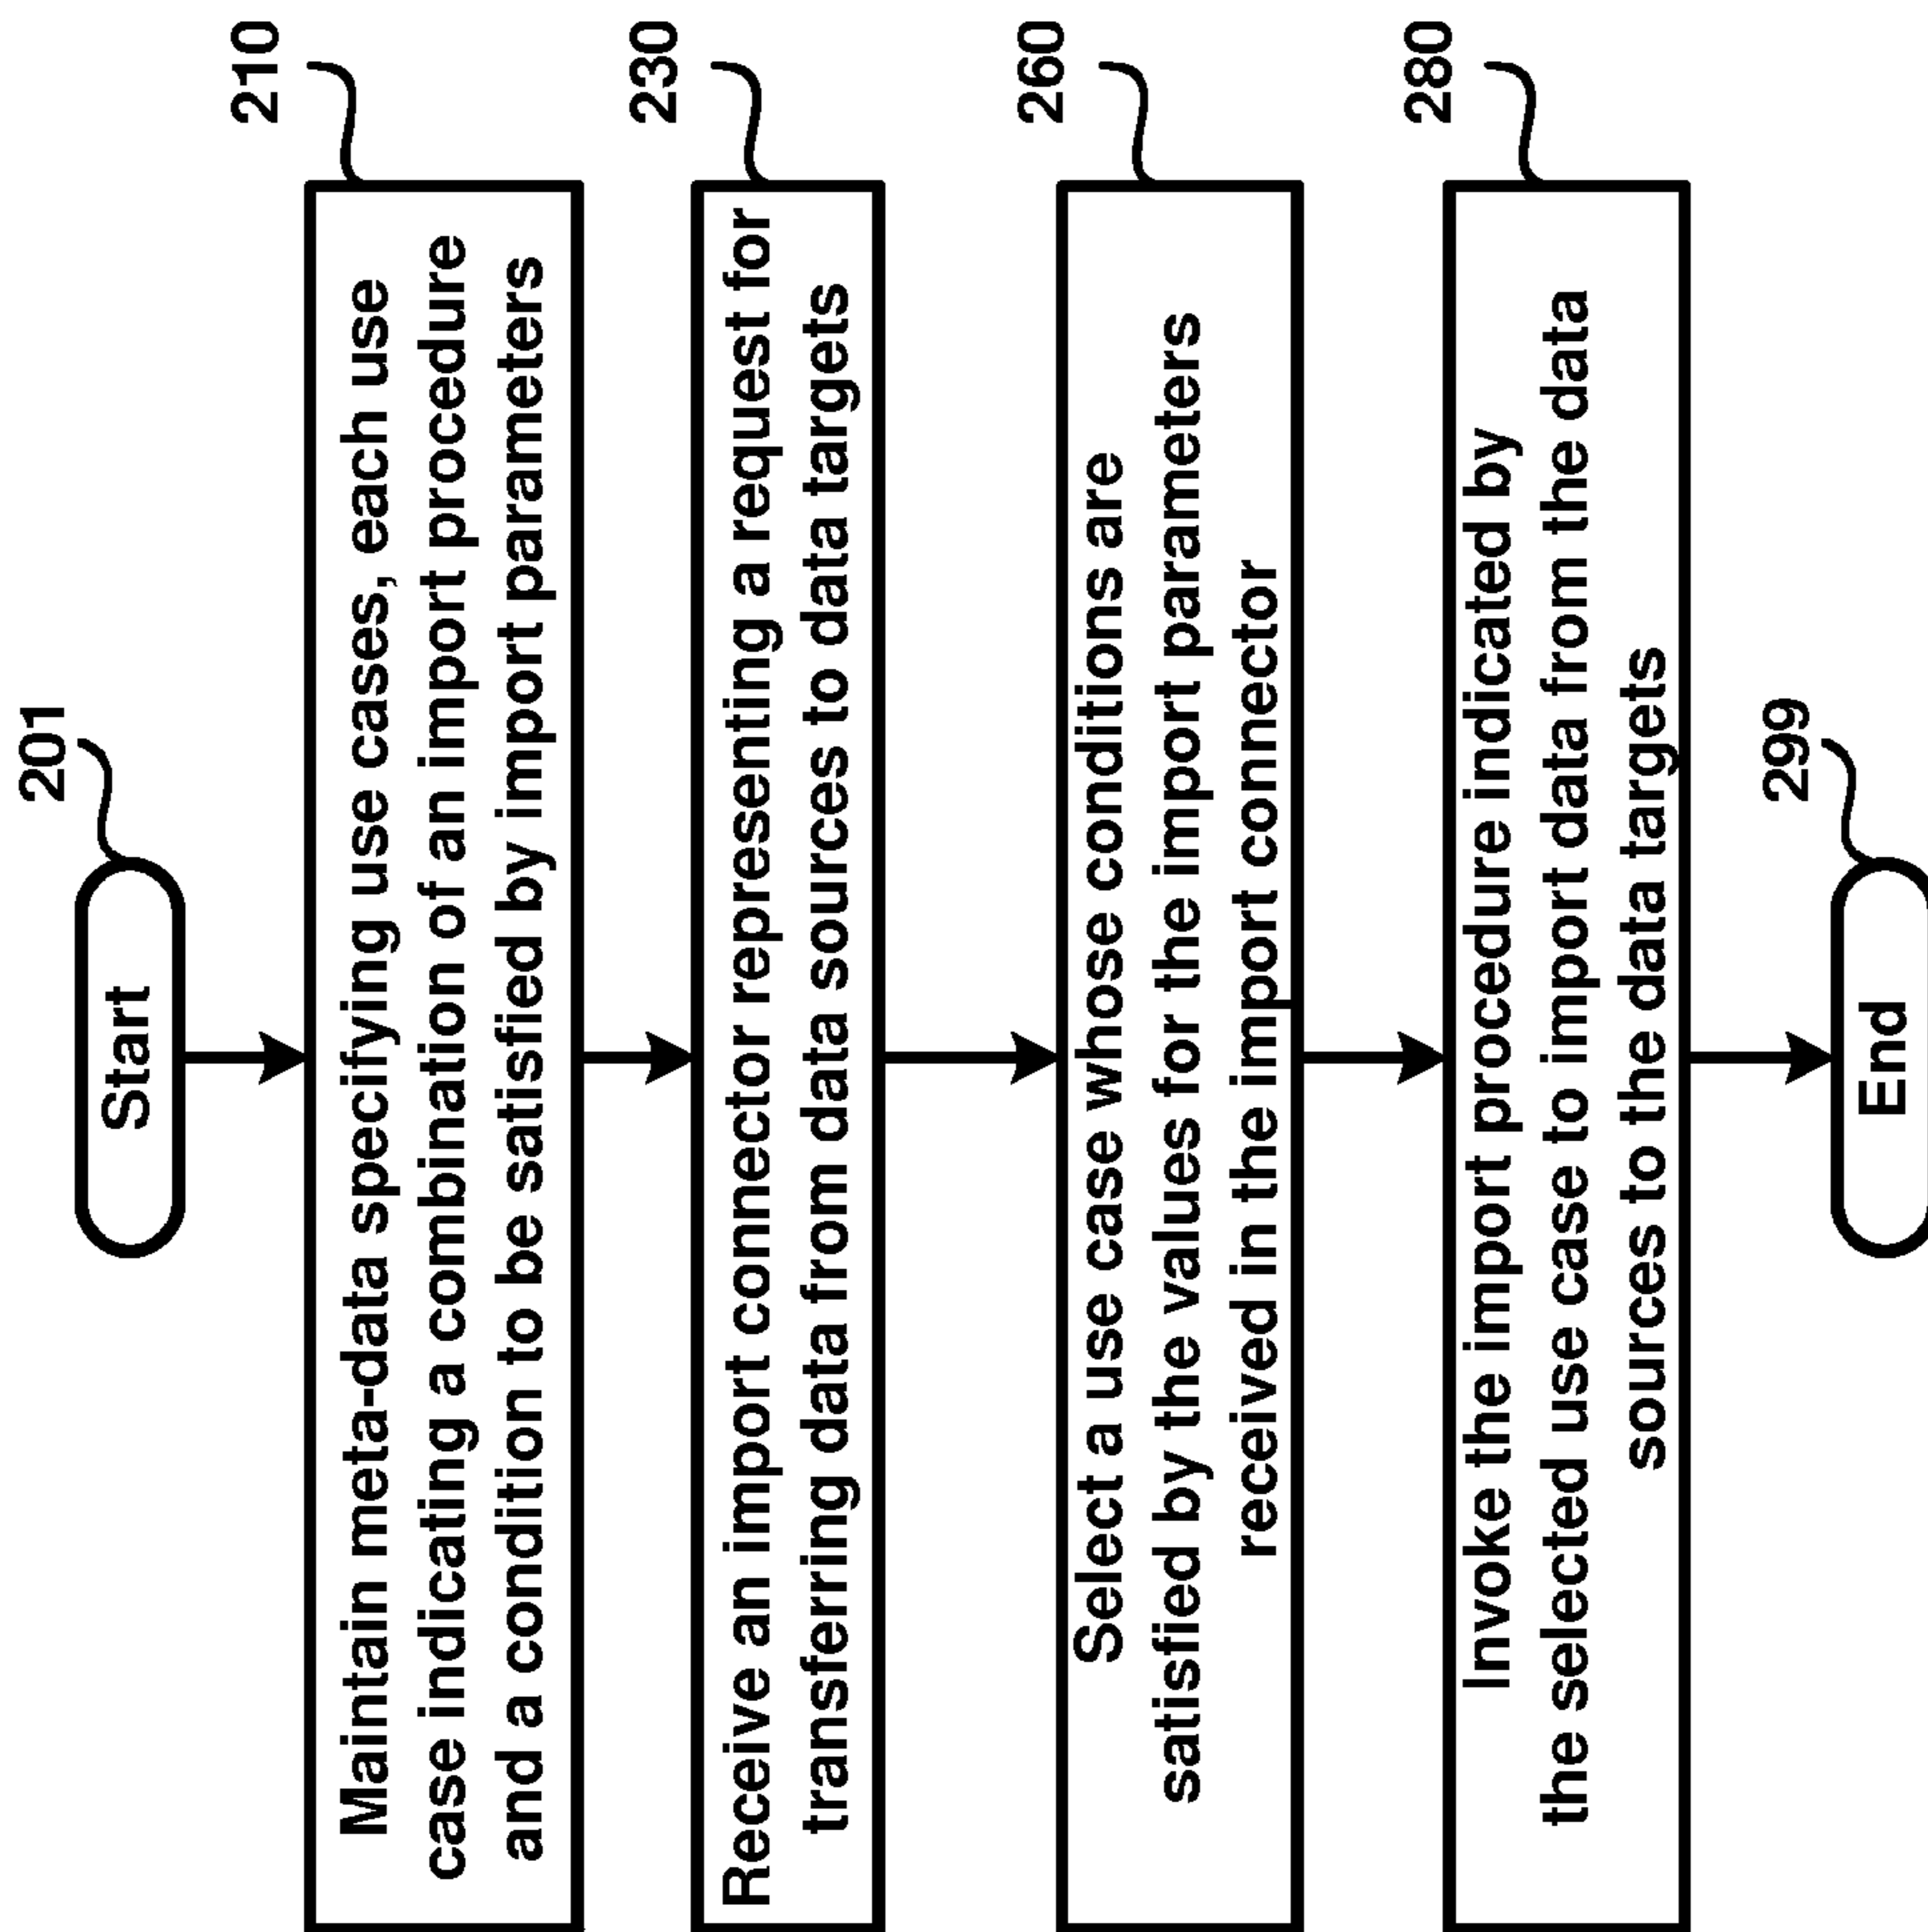 201
Start
210
Maintain meta-data specifying use cases, each use
case indicating a combination of an import procedure
and a condition to be satisfied by import parameters
230
Receive an import connector representing a request for
transferring data from data sources to data targets
260
Select a use case whose conditions are
satisfied by the values for the import parameters
received in the import connector
280
Invoke the import procedure indicated by
the selected use case to import data from the data
sources to the data targets
299
End